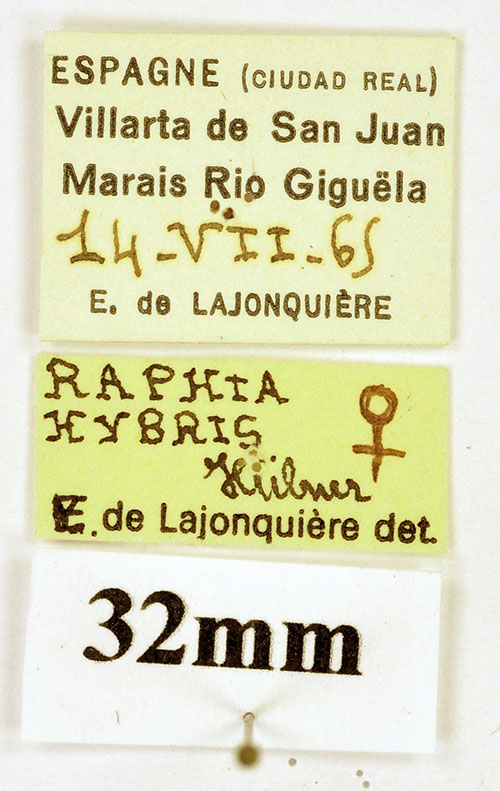 ESPAGNE (CIUDAD REAL)
Villarta de San Juan
Marais Rio Giguëla
14-VII-65
E. de LAJONQUIÈRE
RAPHIA ♀
HYBRIS
Hübner
E. de Lajonquière det.
32mm